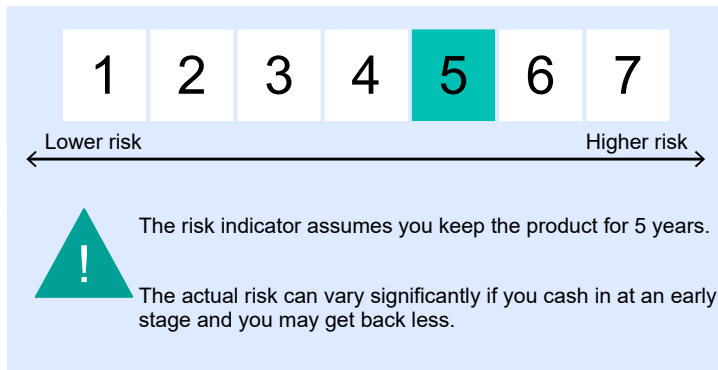 1 2 3 4 5 6 7
Lower risk Higher risk
The risk indicator assumes you keep the product for 5 years.
!
The actual risk can vary significantly if you cash in at an early
stage and you may get back less.